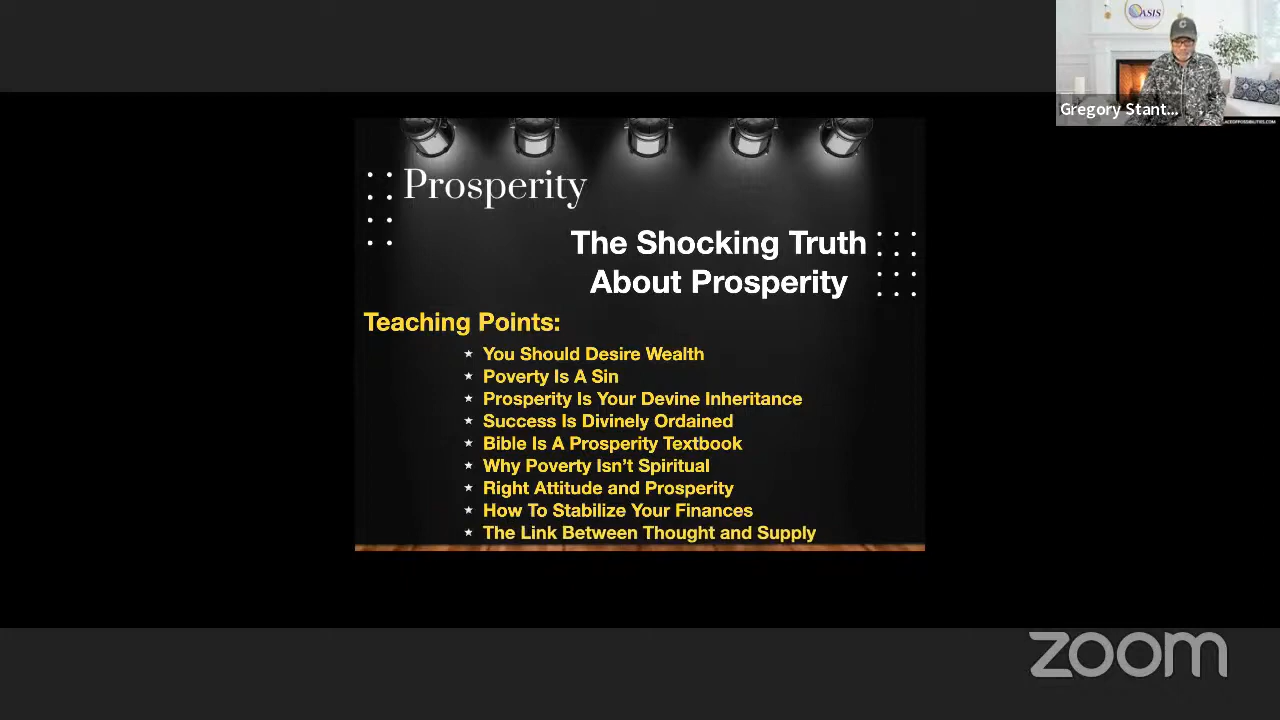 ASIS
Gregory Stant...
Prosperity
The Shocking Truth
About Prosperity
Teaching Points:
You Should Desire Wealth
Poverty Is A Sin
Prosperity Is Your Devine Inheritance
Success Is Divinely Ordained
Bible Is A Prosperity Textbook
Why Poverty Isn't Spiritual
Right Attitude and Prosperity
How To Stabilize Your Finances
The Link Between Thought and Supply
zoom